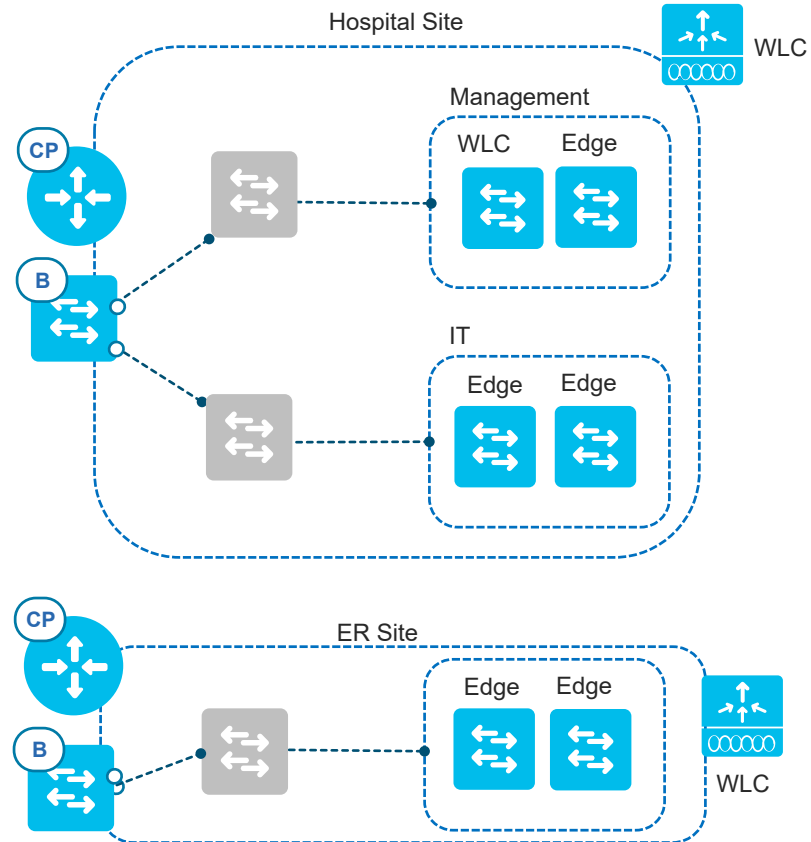 Hospital Site
WLC
Management
CP
WLC
Edge
B
IT
Edge
Edge
CP
ER Site
Edge
Edge
B
WLC